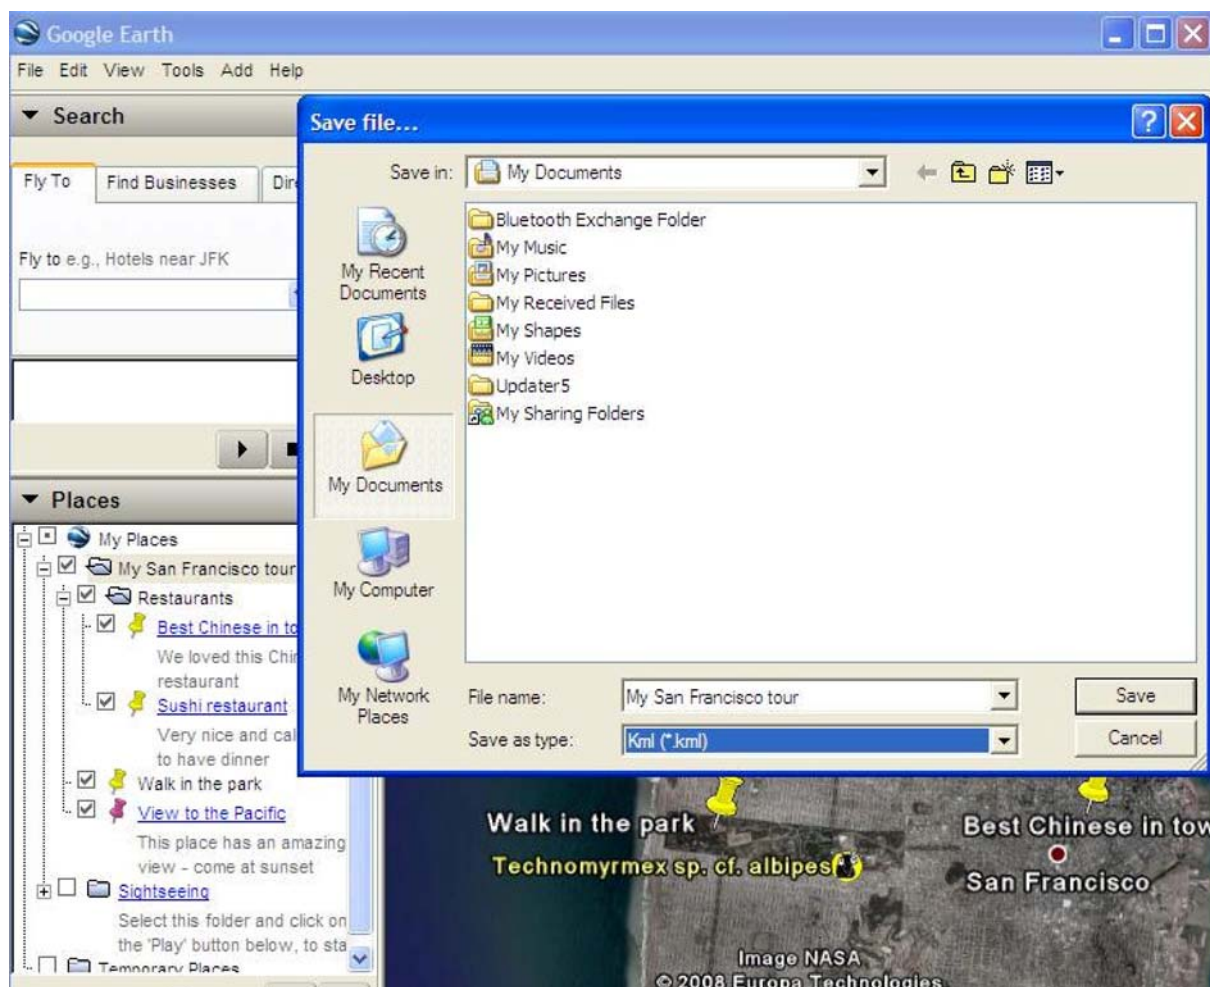 Google Earth
File Edit View Tools Add Help
Search
Fly To Find Businesses
Fly to e.g., Hotels near JFK
Places
My Places
My San Francisco tour
Restaurants
Best Chinese in
We loved this
restaurant
Sushi restaurant
Very nice and
to have dinner
Walk in the park
View to the Pacific
This place has an amazing
view - come at sunset
Sightseeing
Select this folder and click on
the 'Play' button below, to
Temporary Places
Save file...
Save in: My Documents
My Recent
Documents
Desktop
My Documents
My Computer
My Network
Places
Bluetooth Exchange Folder
My Music
My Pictures
My Received Files
My Shapes
My Videos
Updater5
My Sharing Folders
File name: My San Francisco tour Save
Save as type: Kml (*.kml) Cancel
Walk in the park
Best Chinese in
Technomyrmex sp. cf. albipes
San Francisco
Image NASA
© 2008 Europa Technologies